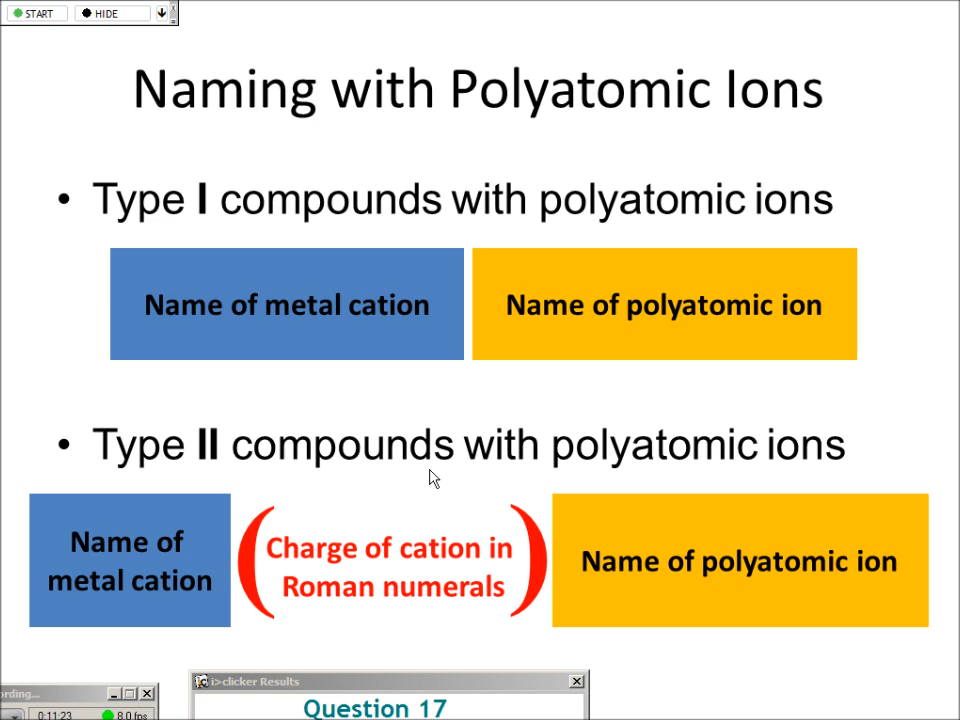 START HIDE
Naming with Polyatomic Ions
• Type I compounds with polyatomic ions
Name of metal cation
Name of polyatomic ion
• Type II compounds with polyatomic ions
Name of
metal cation
(Charge of cation in
Roman numerals)
Name of polyatomic ion
i>clicker Results
Question 17
ording...
0:11:23 8.0 fps